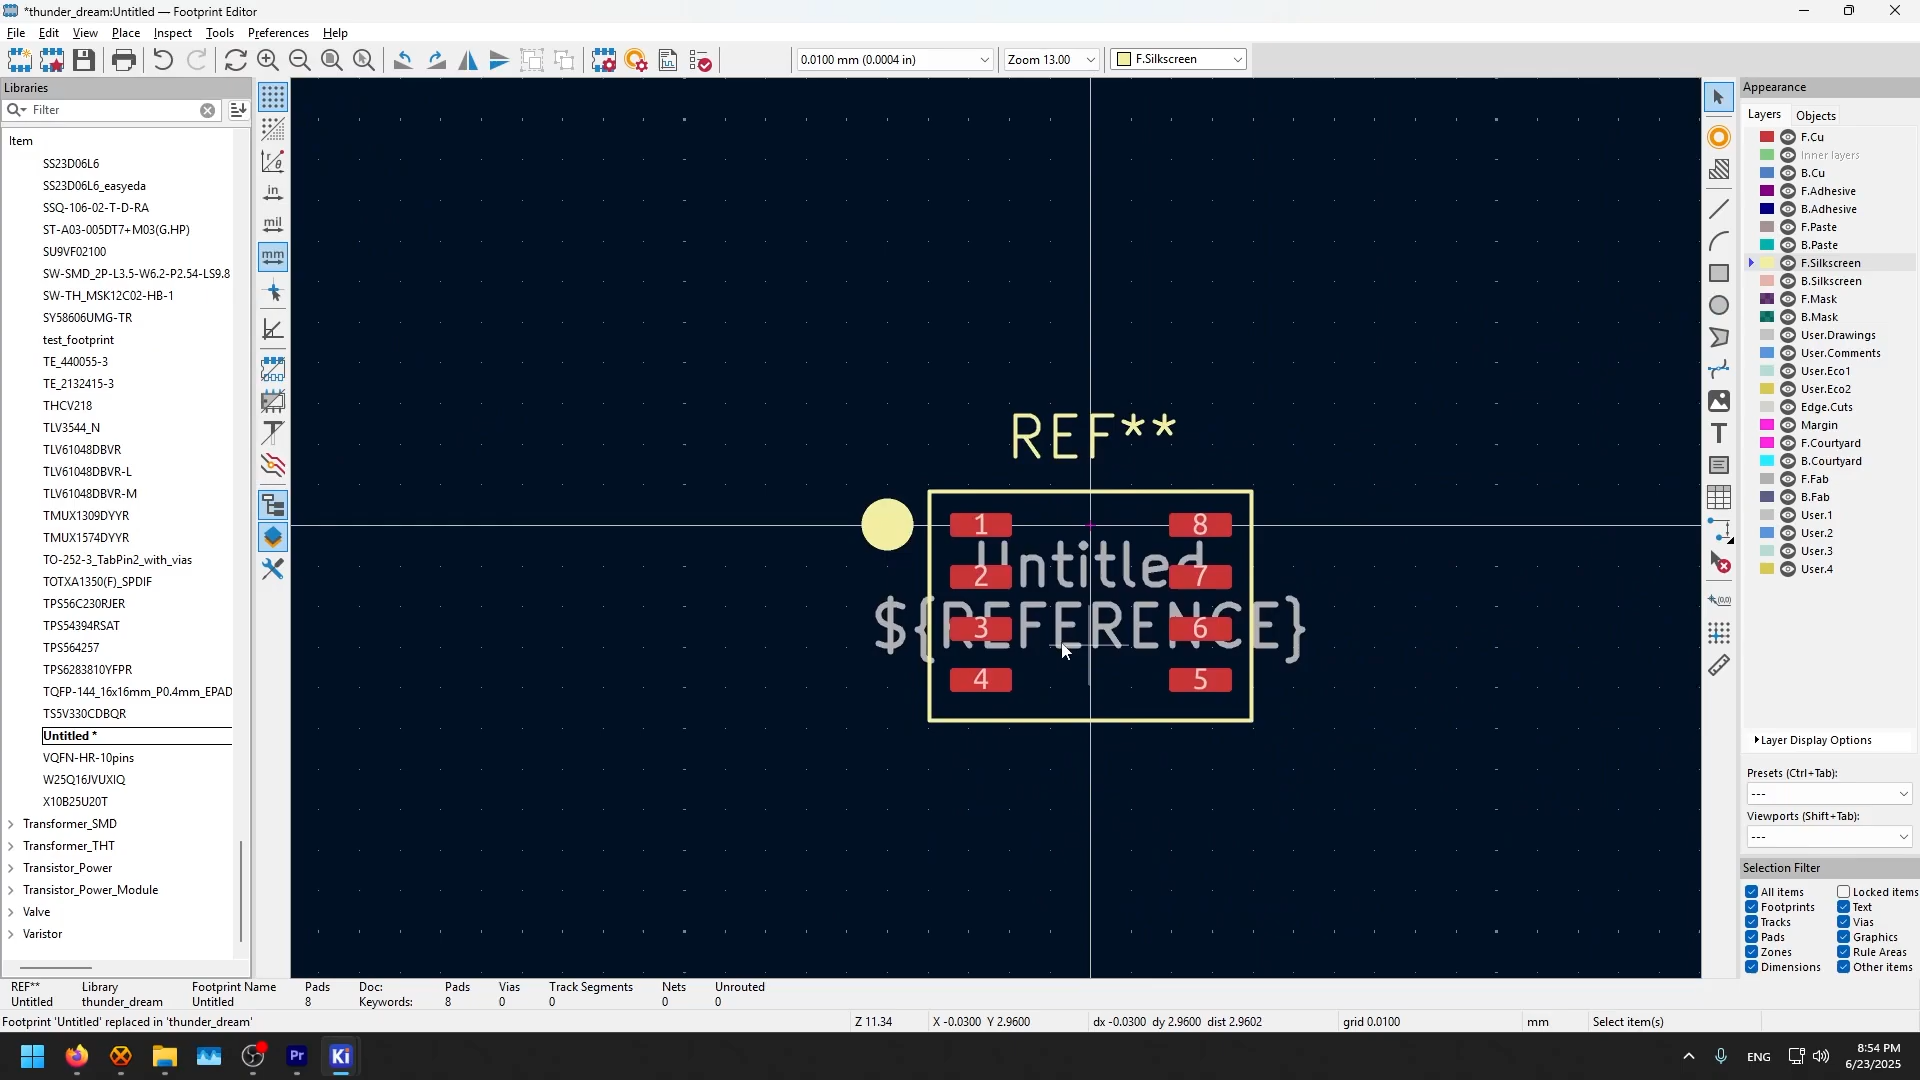 *thunder_dream:Untitled — Footprint Editor
File Edit View Place Inspect Tools Preferences Help
0.0100 mm (0.0004 in) Zoom 13.00 F.Silkscreen
Libraries
Filter
Item
SS23D06L6
SS23D06L6_easyeda
SSQ-106-02-T-D-RA
ST-A03-005DT7+M03(G.HP)
SU9VF02100
SW-SMD_2P-L3.5-W6.2-P2.54-LS9.8
SW-TH_MSK12C02-HB-1
SY58606UMG-TR
test_footprint
TE_440055-3
TE_2132415-3
THCV218
TLV3544_N
TLV61048DBVR
TLV61048DBVR-L
TLV61048DBVR-M
TMUX1309DYYR
TMUX1574DYYR
TO-252-3_TabPin2_with_vias
TOTXA1350(F)_SPDIF
TPS56C230RJER
TPS54394RSAT
TPS564257
TPS6283810YFPR
TQFP-144_16x16mm_P0.4mm_EPAD
TS5V330CDBQR
Untitled *
VQFN-HR-10pins
W25Q16JVUXIQ
X10B25U20T
Transformer_SMD
Transformer_THT
Transistor_Power
Transistor_Power_Module
Valve
Varistor
in
mil
mm
REF**
1 8
Untitled
2 7
${REFERENCE}
3 6
4 5
(0,0)
Appearance
Layers Objects
F.Cu
Inner layers
B.Cu
F.Adhesive
B.Adhesive
F.Paste
B.Paste
F.Silkscreen
B.Silkscreen
F.Mask
B.Mask
User.Drawings
User.Comments
User.Eco1
User.Eco2
Edge.Cuts
Margin
F.Courtyard
B.Courtyard
F.Fab
B.Fab
User.1
User.2
User.3
User.4
Layer Display Options
Presets (Ctrl+Tab):
---
Viewports (Shift+Tab):
---
Selection Filter
All items Locked items
Footprints Text
Tracks Vias
Pads Graphics
Zones Rule Areas
Dimensions Other items
REF** Library Footprint Name Pads Doc: Pads Vias Track Segments Nets Unrouted
Untitled thunder_dream Untitled 8 Keywords: 8 0 0 0 0
Footprint 'Untitled' replaced in 'thunder_dream' Z 11.34 X -0.0300 Y 2.9600 dx -0.0300 dy 2.9600 dist 2.9602 grid 0.0100 mm Select item(s)
Pr Ki ENG 8:54 PM
6/23/2025